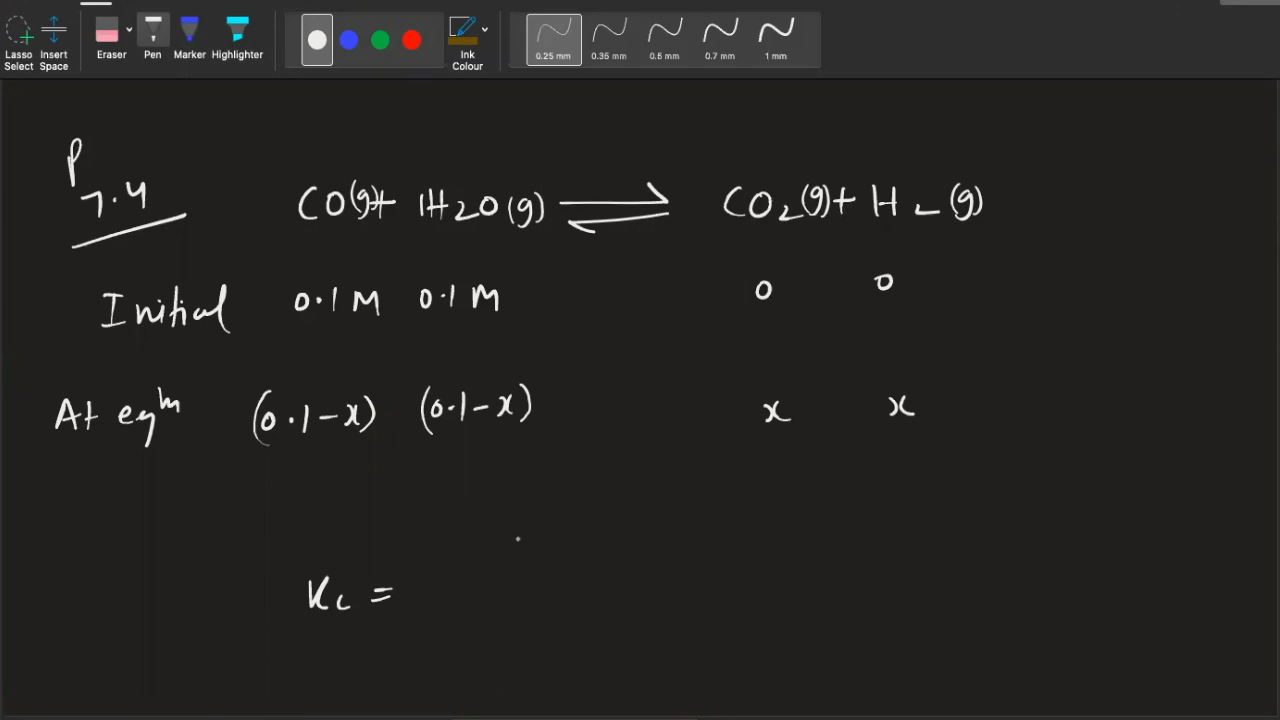 Lasso Select Insert Space Eraser Pen Marker Highlighter Ink Colour 0.25 mm 0.35 mm 0.5 mm 0.7 mm 1 mm
P 7.4 CO(g)+ H2O(g) ⇌ CO2(g)+ H2(g)
Initial 0.1 M 0.1 M 0 0
At eqm (0.1-x) (0.1-x) x x
Kc =